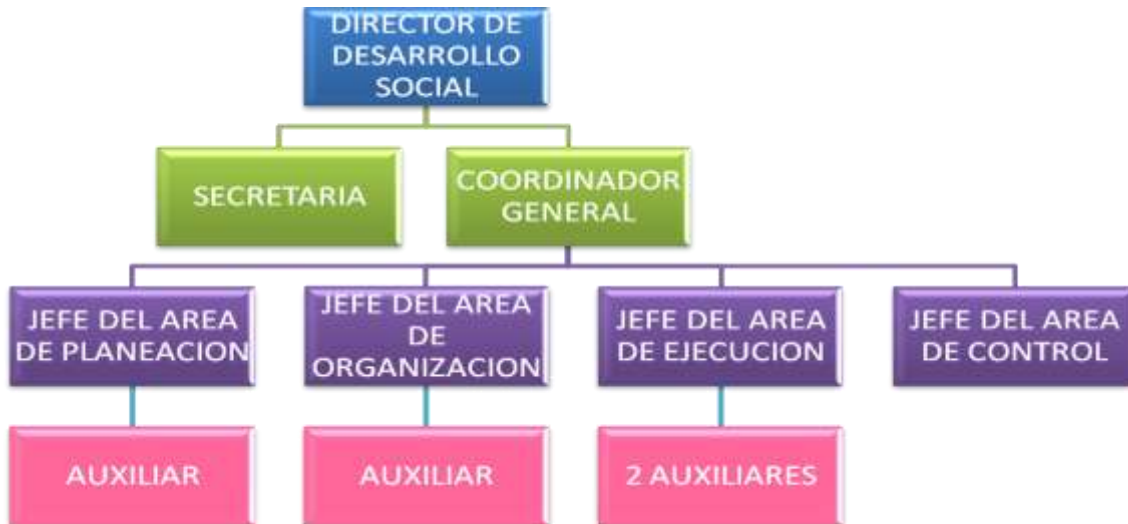 DIRECTOR DE
DESARROLLO
SOCIAL
SECRETARIA
COORDINADOR
GENERAL
JEFE DEL AREA
DE PLANEACION
JEFE DEL AREA
DE
ORGANIZACION
JEFE DEL AREA
DE EJECUCION
JEFE DEL AREA
DE CONTROL
AUXILIAR
AUXILIAR
2 AUXILIARES